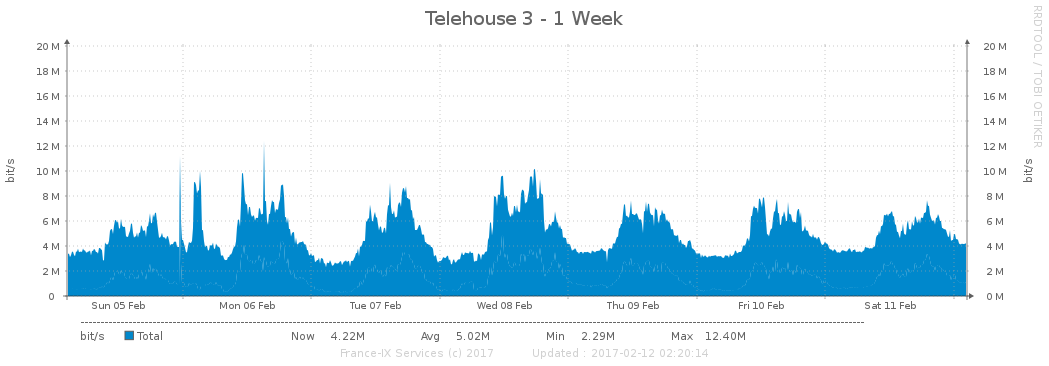 Telehouse 3 - 1 Week
RRDTOOL / TOBI OETIKER
bit/s
20 M
18 M
16 M
14 M
12 M
10 M
8 M
6 M
4 M
2 M
0
20 M
18 M
16 M
14 M
12 M
10 M
8 M
6 M
4 M
2 M
0 M
bit/s
Sun 05 Feb Mon 06 Feb Tue 07 Feb Wed 08 Feb Thu 09 Feb Fri 10 Feb Sat 11 Feb
bit/s Total Now 4.22M Avg 5.02M Min 2.29M Max 12.40M
France-IX Services (c) 2017 Updated : 2017-02-12 02:20:14